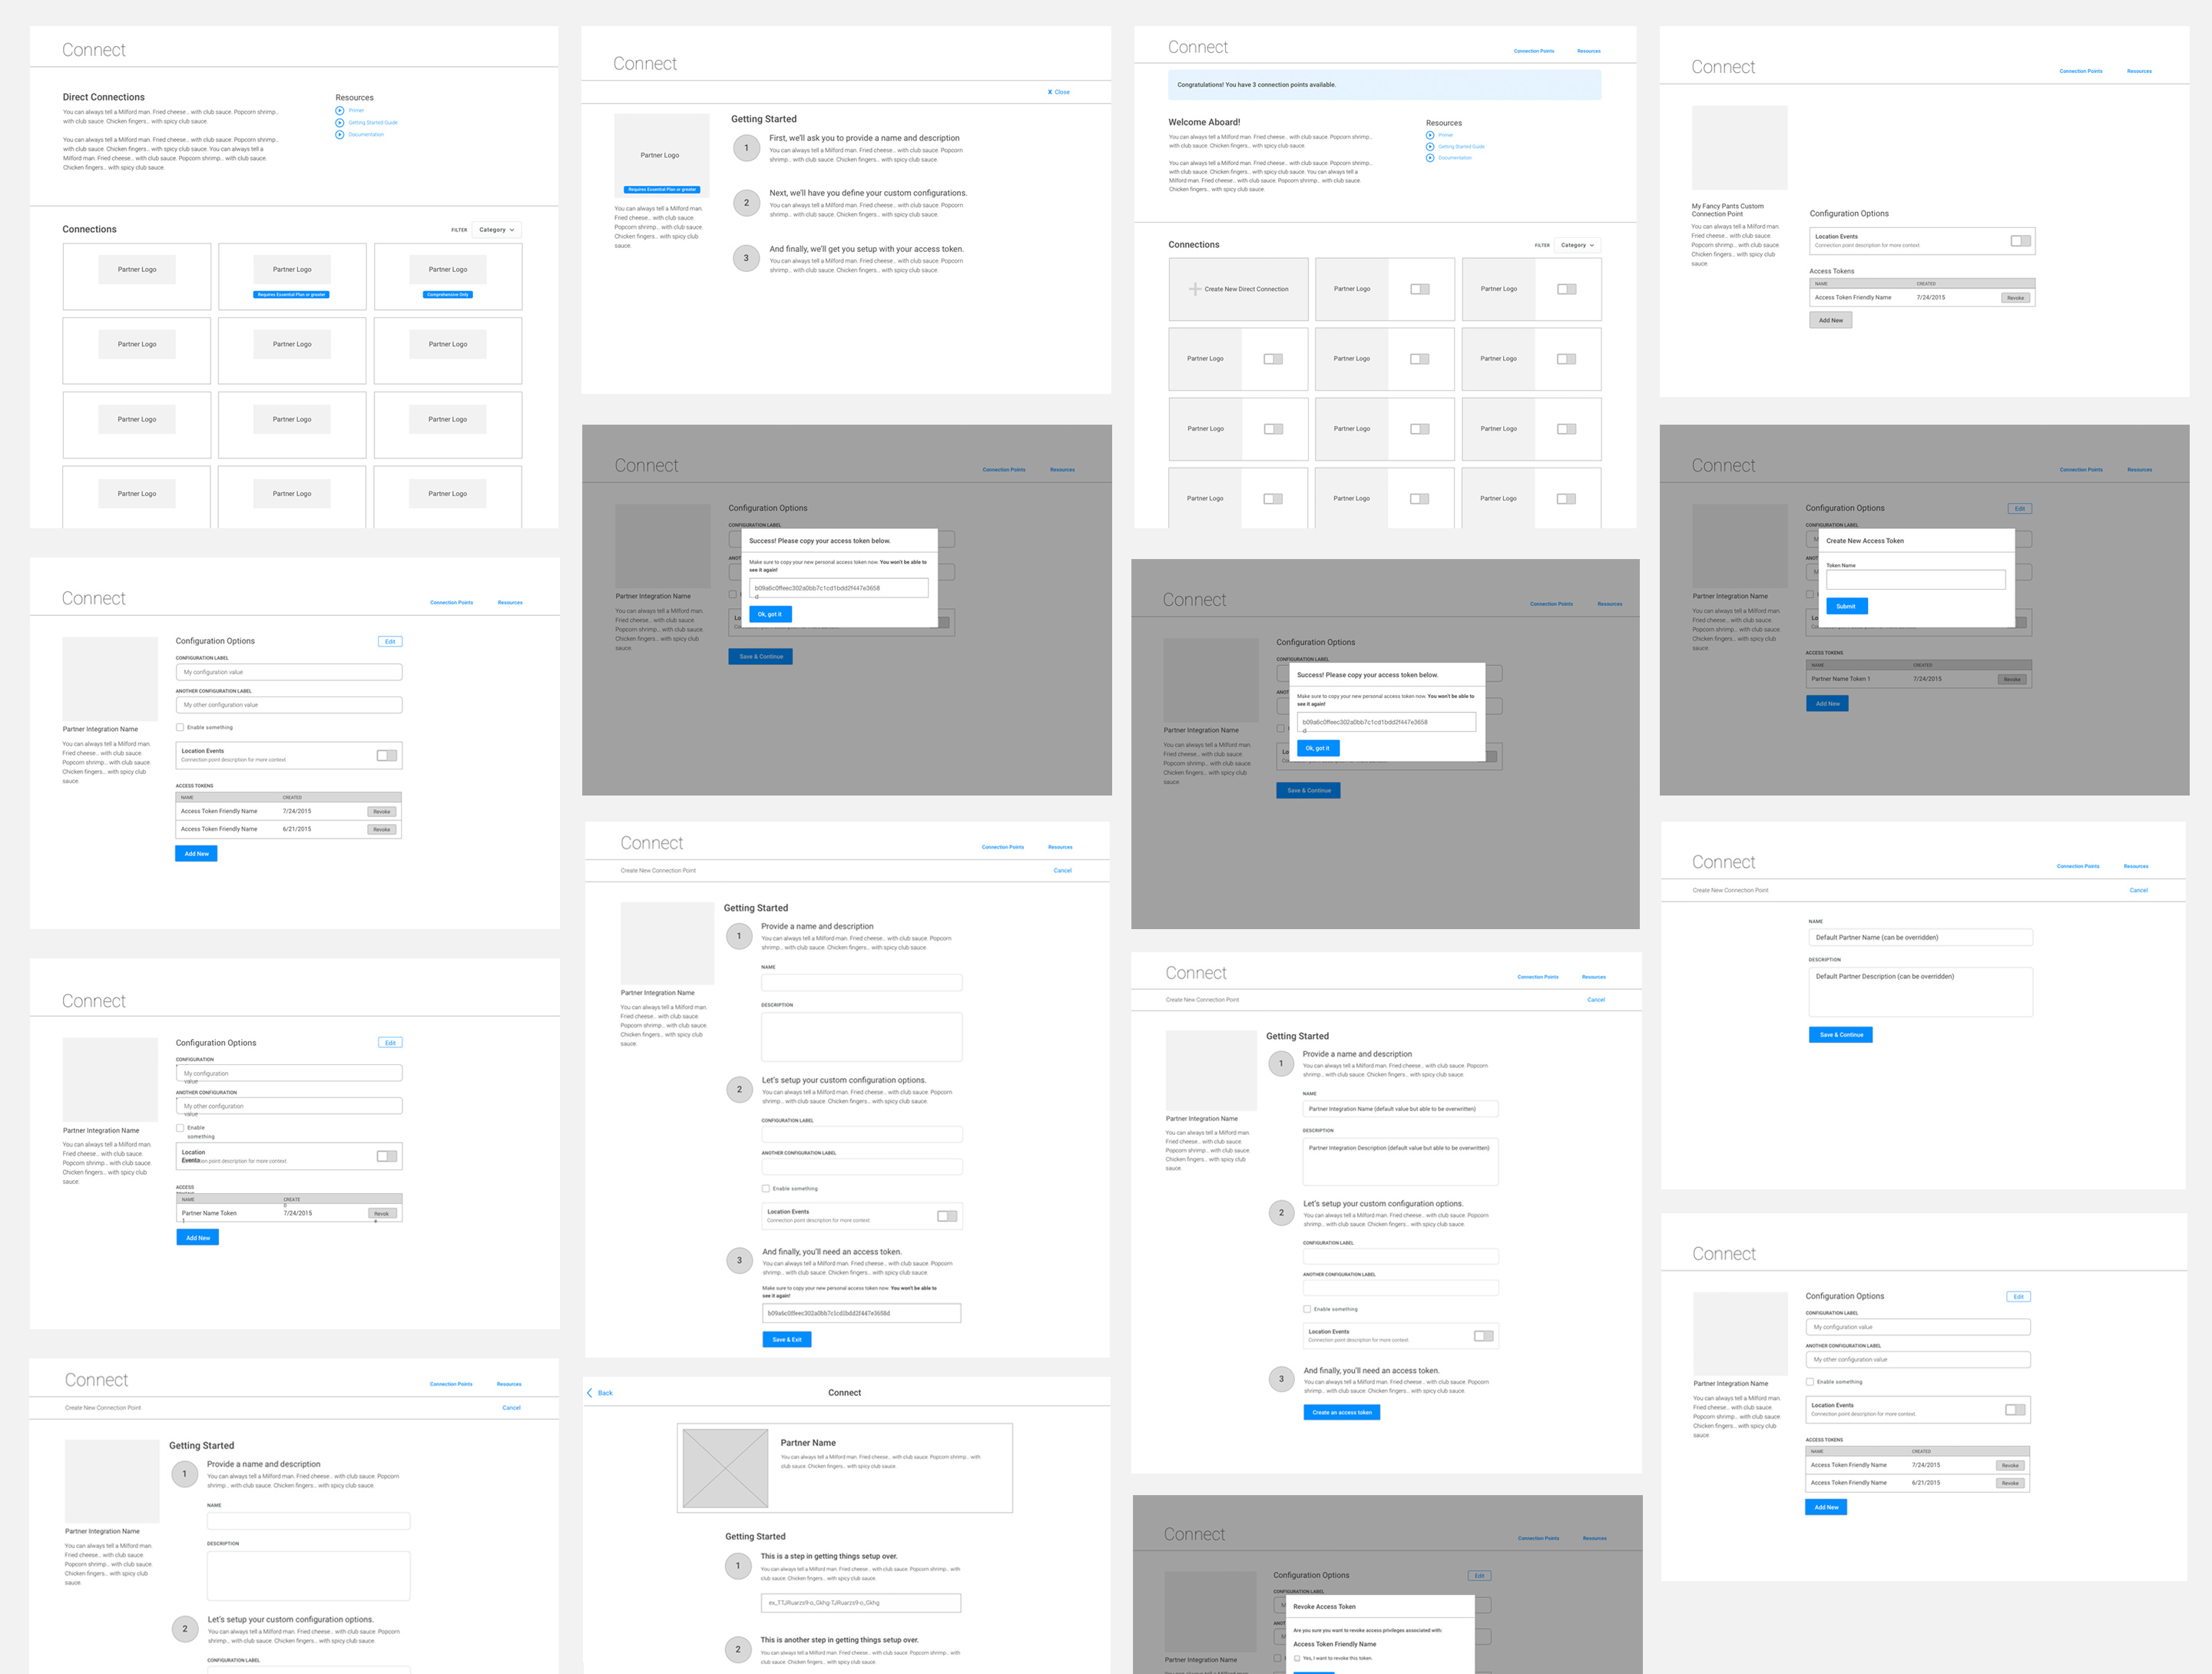 Connect
Direct Connections
You can always tell a Milford man. Fried cheese... with club sauce. Popcorn shrimp...
with club sauce. Chicken fingers... with spicy club sauce.
You can always tell a Milford man. Fried cheese... with club sauce. Popcorn shrimp...
with club sauce. Chicken fingers... with spicy club sauce. You can always tell a
Milford man. Fried cheese... with club sauce. Popcorn shrimp... with club sauce.
Chicken fingers... with spicy club sauce.
Resources
Primer
Getting Started Guide
Documentation
Connections
FILTER Category
Partner Logo Partner Logo Partner Logo
Requires Essential Plan or greater Comprehensive Only
Partner Logo Partner Logo Partner Logo
Partner Logo Partner Logo Partner Logo
Partner Logo Partner Logo Partner Logo
Connect
Connection Points Resources
Partner Integration Name
You can always tell a Milford man.
Fried cheese... with club sauce.
Popcorn shrimp... with club sauce.
Chicken fingers... with spicy club
sauce.
Configuration Options Edit
CONFIGURATION LABEL
My configuration value
ANOTHER CONFIGURATION LABEL
My other configuration value
Enable something
Location Events
Connection point description for more context
ACCESS TOKENS
NAME CREATED
Access Token Friendly Name 7/24/2015 Revoke
Access Token Friendly Name 6/21/2015 Revoke
Add New
Connect
Partner Integration Name
You can always tell a Milford man.
Fried cheese... with club sauce.
Popcorn shrimp... with club sauce.
Chicken fingers... with spicy club
sauce.
Configuration Options Edit
CONFIGURATION
My configuration
value
ANOTHER CONFIGURATION
My other configuration
value
Enable
something
Location
Events
point description for more context.
ACCESS
NAME CREATE
D
Partner Name Token 7/24/2015 Revok
1 e
Add New
Connect
Connection Points Resources
Create New Connection Point Cancel
Partner Integration Name
You can always tell a Milford man.
Fried cheese... with club sauce.
Popcorn shrimp... with club sauce.
Chicken fingers... with spicy club
sauce.
Getting Started
1 Provide a name and description
You can always tell a Milford man. Fried cheese... with club sauce. Popcorn
shrimp... with club sauce. Chicken fingers... with spicy club sauce.
NAME
DESCRIPTION
2 Let's setup your custom configuration options.
You can always tell a Milford man. Fried cheese... with club sauce. Popcorn
shrimp... with club sauce. Chicken fingers... with spicy club sauce.
CONFIGURATION LABEL
Connect
X Close
Partner Logo
Requires Essential Plan or greater
You can always tell a Milford man.
Fried cheese... with club sauce.
Popcorn shrimp... with club sauce.
Chicken fingers... with spicy club
sauce.
Getting Started
1 First, we'll ask you to provide a name and description
You can always tell a Milford man. Fried cheese... with club sauce. Popcorn
shrimp... with club sauce. Chicken fingers... with spicy club sauce.
2 Next, we'll have you define your custom configurations.
You can always tell a Milford man. Fried cheese... with club sauce. Popcorn
shrimp... with club sauce. Chicken fingers... with spicy club sauce.
3 And finally, we'll get you setup with your access token.
You can always tell a Milford man. Fried cheese... with club sauce. Popcorn
shrimp... with club sauce. Chicken fingers... with spicy club sauce.
Connect
Connection Points Resources
Partner Integration Name
You can always tell a Milford man.
Fried cheese... with club sauce.
Popcorn shrimp... with club sauce.
Chicken fingers... with spicy club
sauce.
Configuration Options
CONFIGURATION LABEL
Success! Please copy your access token below.
Make sure to copy your new personal access token now. You won't be able to
see it again!
b09a6c0ffeec302a0bb7c1cd1bdd2f447e3658
d
Ok, got it
Save & Continue
Connect
Connection Points Resources
Create New Connection Point Cancel
Partner Integration Name
You can always tell a Milford man.
Fried cheese... with club sauce.
Popcorn shrimp... with club sauce.
Chicken fingers... with spicy club
sauce.
Getting Started
1 Provide a name and description
You can always tell a Milford man. Fried cheese... with club sauce. Popcorn
shrimp... with club sauce. Chicken fingers... with spicy club sauce.
NAME
DESCRIPTION
2 Let's setup your custom configuration options.
You can always tell a Milford man. Fried cheese... with club sauce. Popcorn
shrimp... with club sauce. Chicken fingers... with spicy club sauce.
CONFIGURATION LABEL
ANOTHER CONFIGURATION LABEL
Enable something
Location Events
Connection point description for more context
3 And finally, you'll need an access token.
You can always tell a Milford man. Fried cheese... with club sauce. Popcorn
shrimp... with club sauce. Chicken fingers... with spicy club sauce.
Make sure to copy your new personal access token now. You won't be able to
see it again!
b09a6c0ffeec302a0bb7c1cd1bdd2f447e3658d
Save & Exit
Back Connect
Partner Name
You can always tell a Milford man. Fried cheese... with club sauce. Popcorn shrimp... with
club sauce. Chicken fingers... with spicy club sauce.
Getting Started
1 This is a step in getting things setup over.
You can always tell a Milford man. Fried cheese... with club sauce. Popcorn shrimp... with
club sauce. Chicken fingers... with spicy club sauce.
ex_TTJRuarzs9-o_Gkhg-TJRuarzs9-o_Gkhg
2 This is another step in getting things setup over.
You can always tell a Milford man. Fried cheese... with club sauce. Popcorn shrimp... with
club sauce. Chicken fingers... with spicy club sauce.
Connect
Connection Points Resources
Congratulations! You have 3 connection points available.
Welcome Aboard!
You can always tell a Milford man. Fried cheese... with club sauce. Popcorn shrimp...
with club sauce. Chicken fingers... with spicy club sauce.
You can always tell a Milford man. Fried cheese... with club sauce. Popcorn shrimp...
with club sauce. Chicken fingers... with spicy club sauce. You can always tell a
Milford man. Fried cheese... with club sauce. Popcorn shrimp... with club sauce.
Chicken fingers... with spicy club sauce.
Resources
Primer
Getting Started Guide
Documentation
Connections
FILTER Category
Create New Direct Connection Partner Logo Partner Logo
Partner Logo Partner Logo Partner Logo
Partner Logo Partner Logo Partner Logo
Partner Logo Partner Logo Partner Logo
Connect
Connection Points Resources
Partner Integration Name
You can always tell a Milford man.
Fried cheese... with club sauce.
Popcorn shrimp... with club sauce.
Chicken fingers... with spicy club
sauce.
Configuration Options
CONFIGURATION LABEL
Success! Please copy your access token below.
Make sure to copy your new personal access token now. You won't be able to
see it again!
b09a6c0ffeec302a0bb7c1cd1bdd2f447e3658
d
Ok, got it
Save & Continue
Connect
Connection Points Resources
Create New Connection Point Cancel
Partner Integration Name
You can always tell a Milford man.
Fried cheese... with club sauce.
Popcorn shrimp... with club sauce.
Chicken fingers... with spicy club
sauce.
Getting Started
1 Provide a name and description
You can always tell a Milford man. Fried cheese... with club sauce. Popcorn
shrimp... with club sauce. Chicken fingers... with spicy club sauce.
NAME
Partner Integration Name (default value but able to be overwritten)
DESCRIPTION
Partner Integration Description (default value but able to be overwritten)
2 Let's setup your custom configuration options.
You can always tell a Milford man. Fried cheese... with club sauce. Popcorn
shrimp... with club sauce. Chicken fingers... with spicy club sauce.
CONFIGURATION LABEL
ANOTHER CONFIGURATION LABEL
Enable something
Location Events
Connection point description for more context.
3 And finally, you'll need an access token.
You can always tell a Milford man. Fried cheese... with club sauce. Popcorn
shrimp... with club sauce. Chicken fingers... with spicy club sauce.
Create an access token
Connect
Connection Points Resources
Partner Integration Name
Configuration Options Edit
CONFIGURATION LABEL
Revoke Access Token
Are you sure you want to revoke access privileges associated with:
Access Token Friendly Name
Yes, I want to revoke this token.
Connect
Connection Points Resources
My Fancy Pants Custom
Connection Point
You can always tell a Milford man.
Fried cheese... with club sauce.
Popcorn shrimp... with club sauce.
Chicken fingers... with spicy club
sauce.
Configuration Options
Location Events
Connection point description for more context.
Access Tokens
NAME CREATED
Access Token Friendly Name 7/24/2015 Revoke
Add New
Connect
Connection Points Resources
Partner Integration Name
You can always tell a Milford man.
Fried cheese... with club sauce.
Popcorn shrimp... with club sauce.
Chicken fingers... with spicy club
sauce.
Configuration Options Edit
CONFIGURATION LABEL
Create New Access Token
Token Name
Submit
ACCESS TOKENS
NAME CREATED
Partner Name Token 1 7/24/2015 Revoke
Add New
Connect
Connection Points Resources
Create New Connection Point Cancel
NAME
Default Partner Name (can be overridden)
DESCRIPTION
Default Partner Description (can be overridden)
Save & Continue
Connect
Partner Integration Name
You can always tell a Milford man.
Fried cheese... with club sauce.
Popcorn shrimp... with club sauce.
Chicken fingers... with spicy club
sauce.
Configuration Options Edit
CONFIGURATION LABEL
My configuration value
ANOTHER CONFIGURATION LABEL
My other configuration value
Enable something
Location Events
Connection point description for more context.
ACCESS TOKENS
NAME CREATED
Access Token Friendly Name 7/24/2015 Revoke
Access Token Friendly Name 6/21/2015 Revoke
Add New